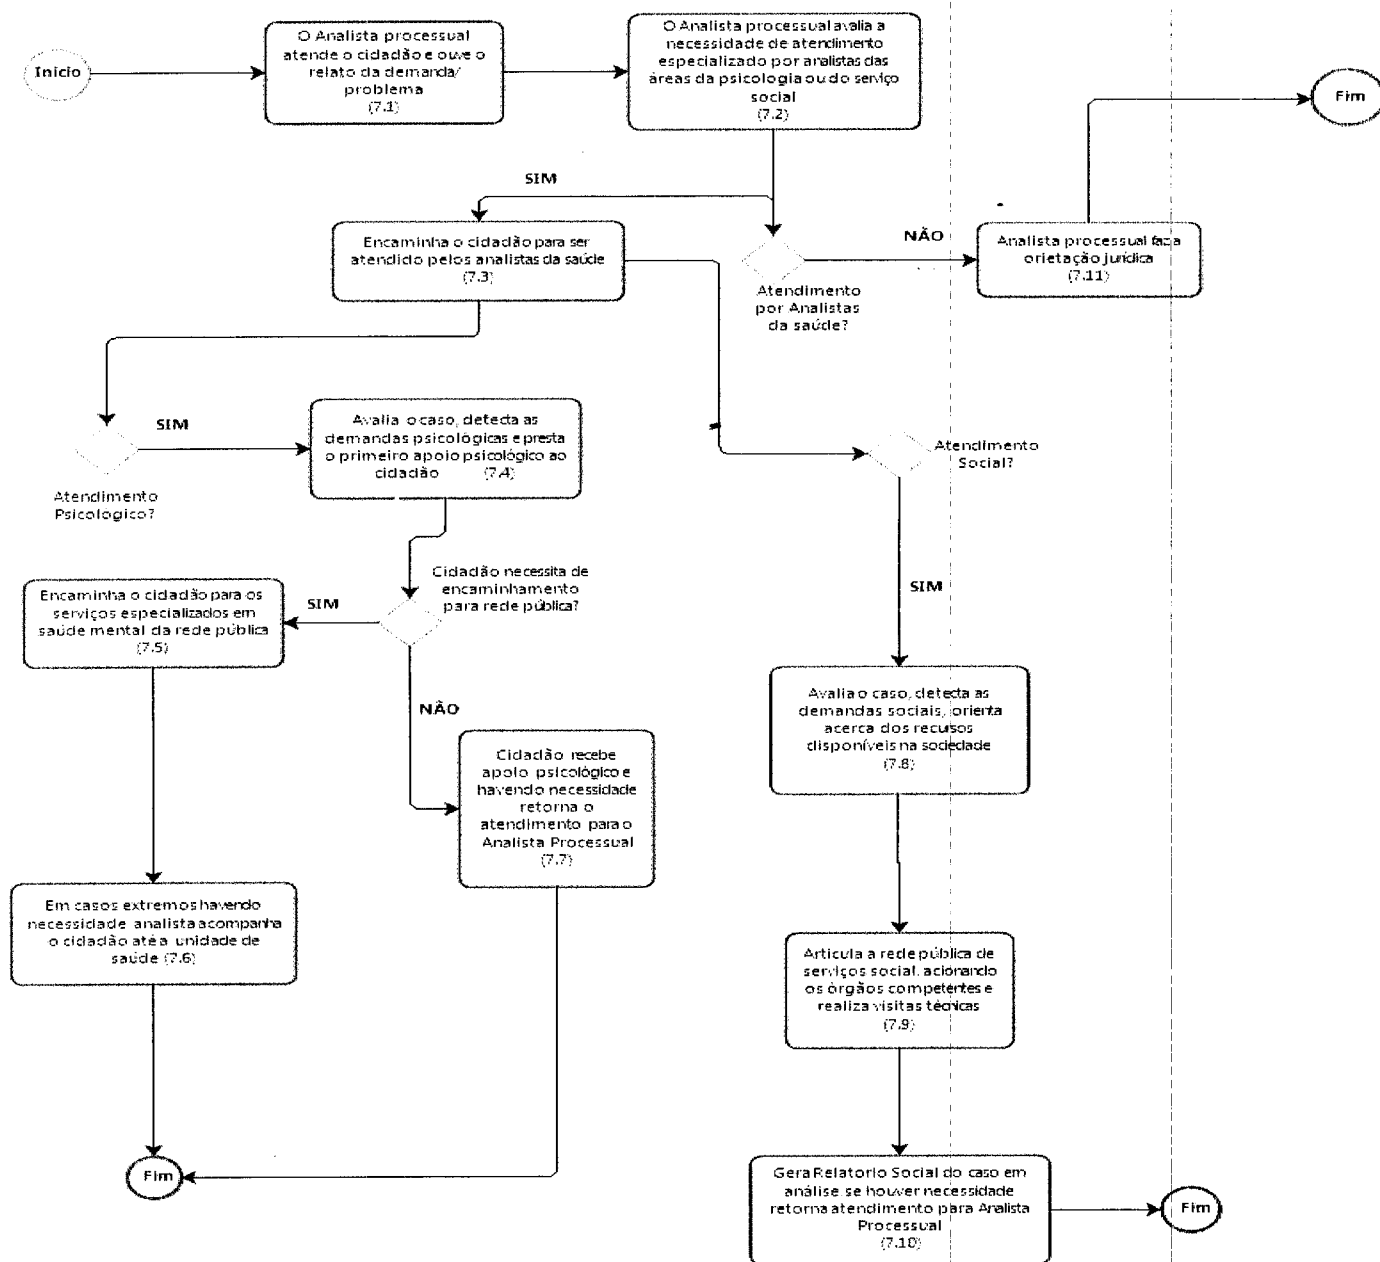 Início
O Analista processual
atende o cidadão e ouve o
relato da demanda/
problema
(7.1)
O Analista processual avalia a
necessidade de atendimento
especializado por analistas das
áreas da psicologia ou do serviço
social
(7.2)
Fim
SIM
Encaminha o cidadão para ser
atendido pelos analistas da saúde
(7.3)
Atendimento
por Analistas
da saúde?
NÃO
Analista processual faz a
orietação jurídica
(7.11)
Atendimento
Psicológico?
SIM
Avalia o caso, detecta as
demandas psicológicas e presta
o primeiro apoio psicológico ao
cidadão (7.4)
Atendimento
Social?
Cidadão necessita de
encaminhamento
para rede pública?
SIM
Encaminha o cidadão para os
serviços especializados em
saúde mental da rede pública
(7.5)
SIM
NÃO
Cidadão recebe
apoio psicológico e
havendo necessidade
retorna o
atendimento para o
Analista Processual
(7.7)
Avalia o caso, detecta as
demandas sociais, orienta
acerca dos recursos
disponíveis na sociedade
(7.8)
Em casos extremos havendo
necessidade analista acompanha
o cidadão até a unidade de
saúde (7.6)
Articula a rede pública de
serviços social, acionando
os órgãos competentes e
realiza visitas técnicas
(7.9)
Fim
Gera Relatorio Social do caso em
análise, se houver necessidade
retorna atendimento para Analista
Processual
(7.10)
Fim